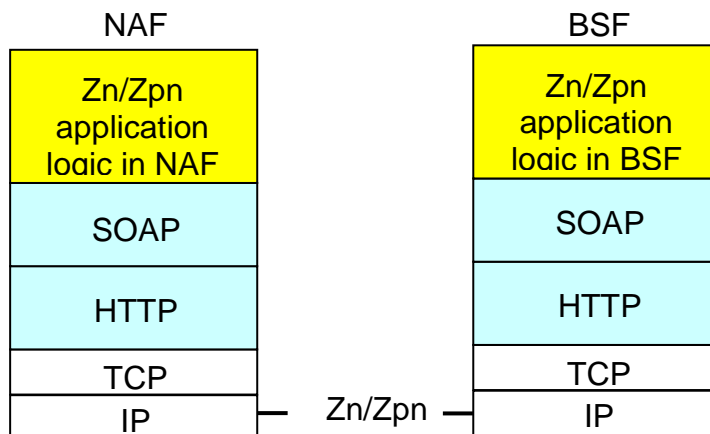 NAF
Zn/Zpn
application
logic in NAF
SOAP
HTTP
TCP
IP
Zn/Zpn
BSF
Zn/Zpn
application
logic in BSF
SOAP
HTTP
TCP
IP